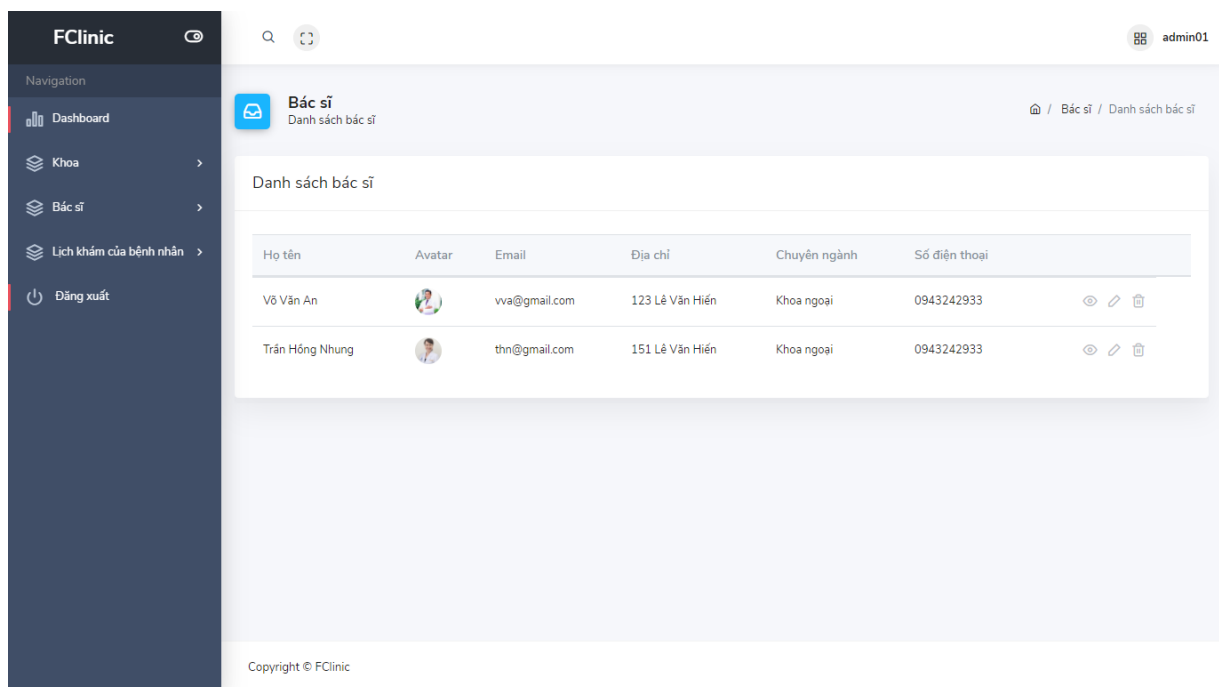 FClinic
admin01
Navigation
Dashboard
Khoa
Bác sĩ
Lịch khám của bệnh nhân
Đăng xuất
Bác sĩ
Danh sách bác sĩ
/ Bác sĩ / Danh sách bác sĩ
Danh sách bác sĩ
Họ tên Avatar Email Địa chỉ Chuyên ngành Số điện thoại
Võ Văn An vva@gmail.com 123 Lê Văn Hiến Khoa ngoại 0943242933
Trần Hồng Nhung thn@gmail.com 151 Lê Văn Hiến Khoa ngoại 0943242933
Copyright © FClinic